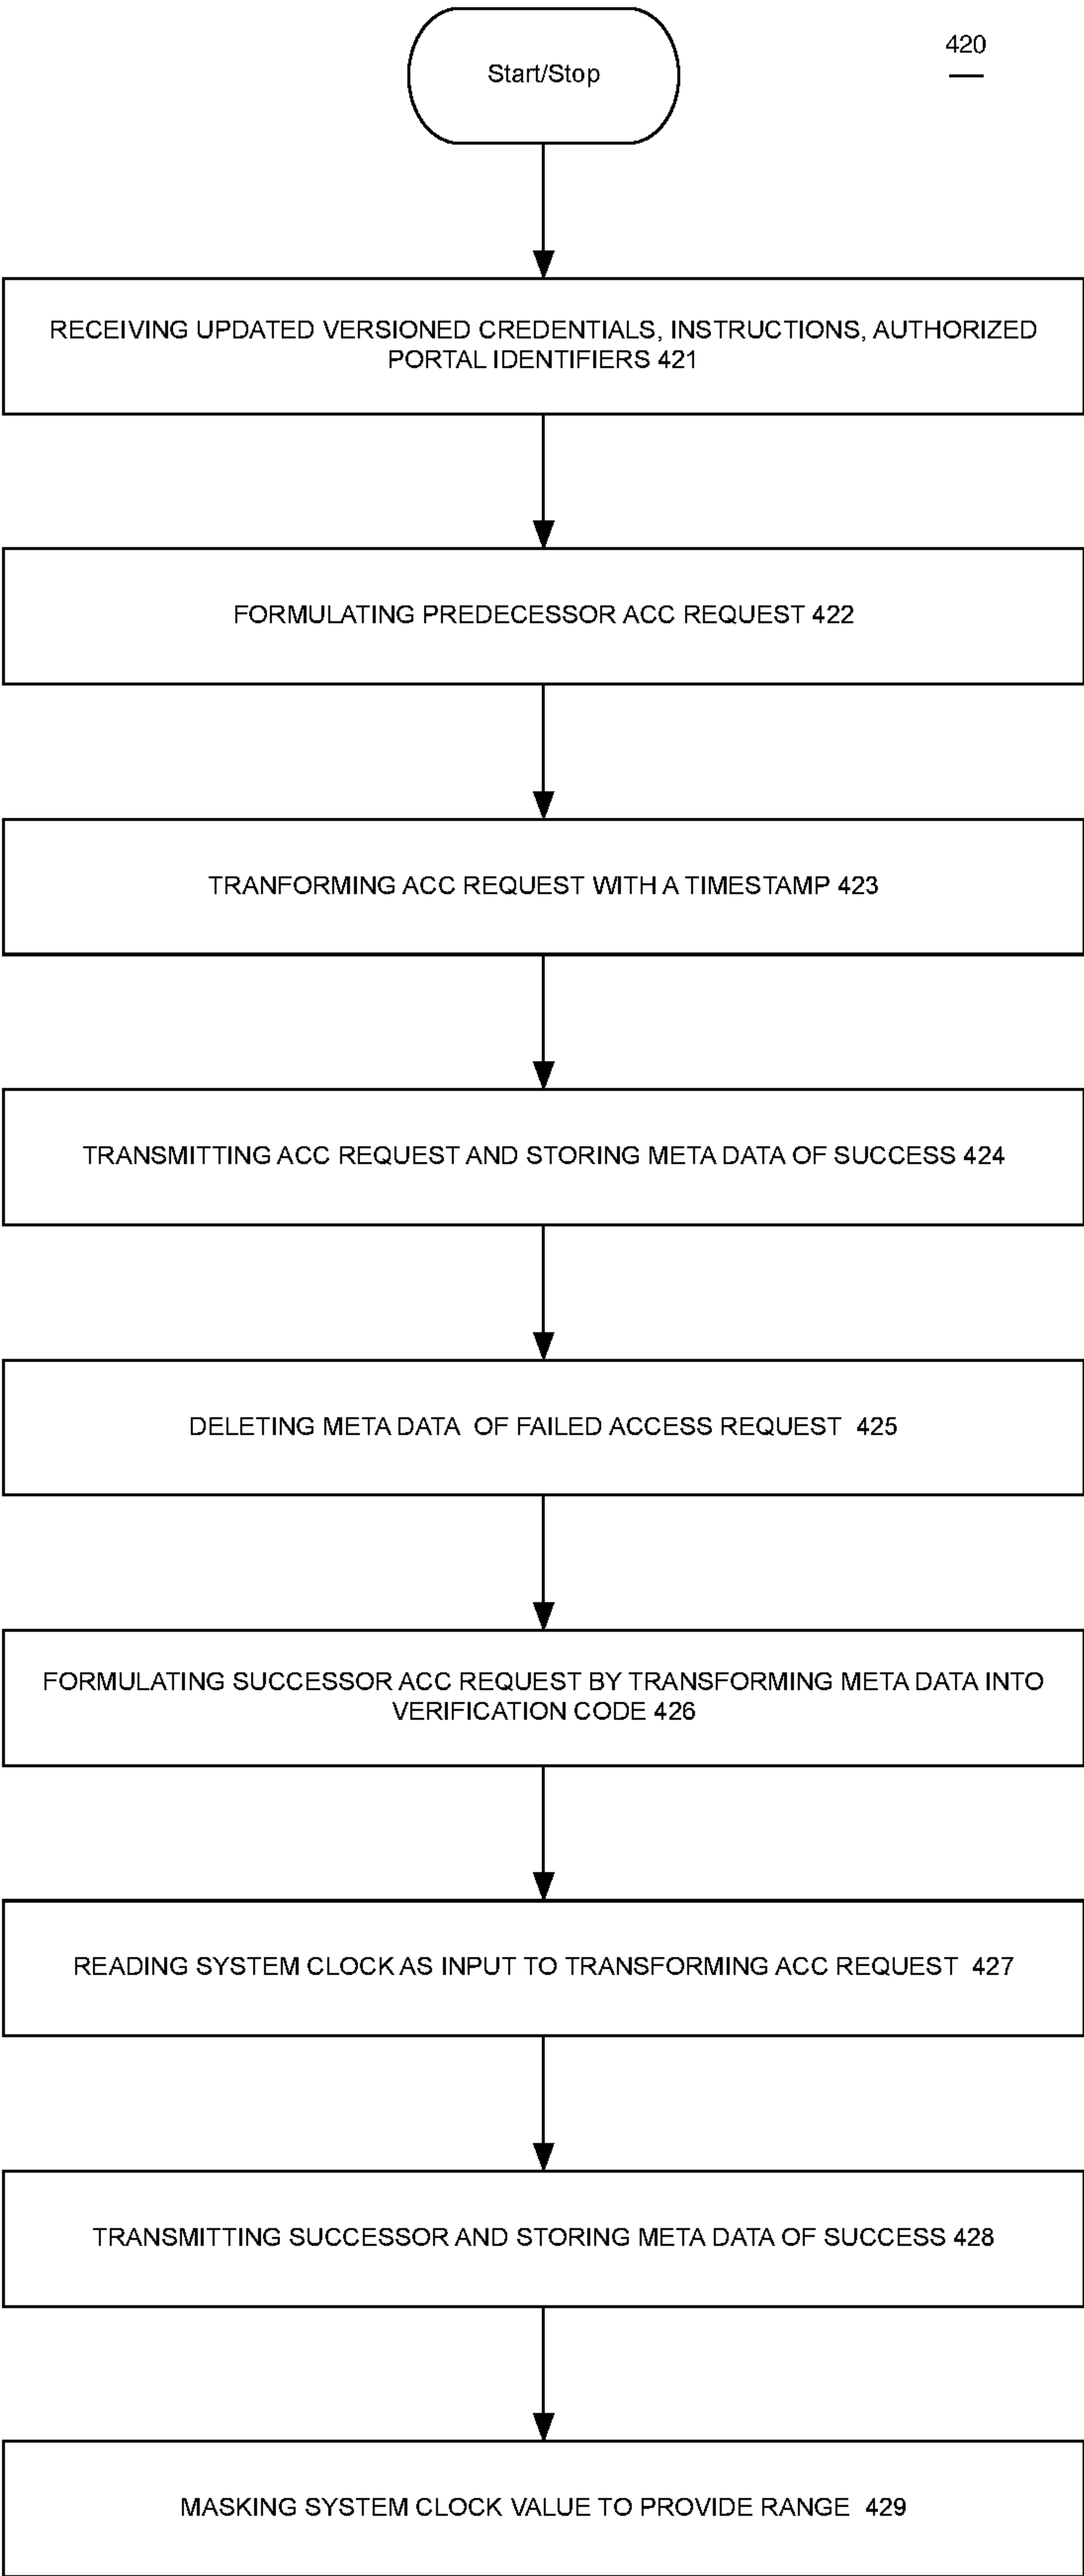 Start/Stop
420
RECEIVING UPDATED VERSIONED CREDENTIALS, INSTRUCTIONS, AUTHORIZED
PORTAL IDENTIFIERS 421
FORMULATING PREDECESSOR ACC REQUEST 422
TRANFORMING ACC REQUEST WITH A TIMESTAMP 423
TRANSMITTING ACC REQUEST AND STORING META DATA OF SUCCESS 424
DELETING META DATA OF FAILED ACCESS REQUEST 425
FORMULATING SUCCESSOR ACC REQUEST BY TRANSFORMING META DATA INTO
VERIFICATION CODE 426
READING SYSTEM CLOCK AS INPUT TO TRANSFORMING ACC REQUEST 427
TRANSMITTING SUCCESSOR AND STORING META DATA OF SUCCESS 428
MASKING SYSTEM CLOCK VALUE TO PROVIDE RANGE 429